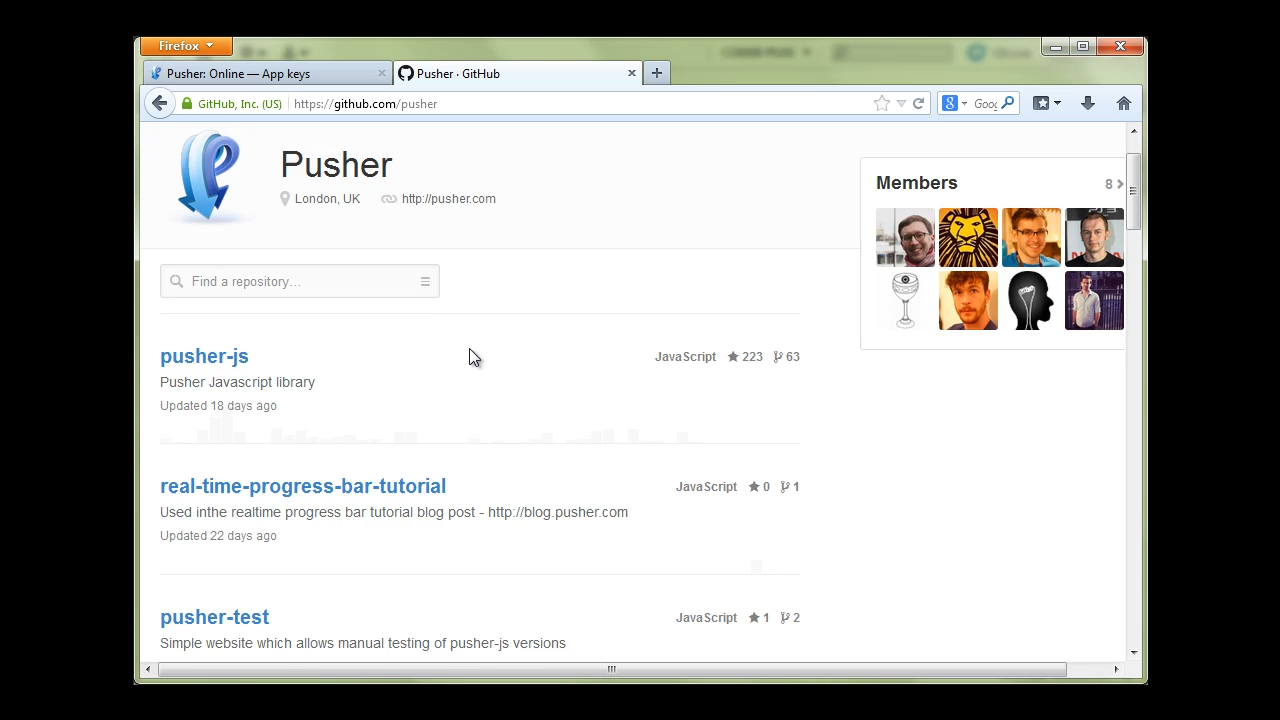 Firefox
Pusher: Online — App keys
Pusher · GitHub
GitHub, Inc. (US)
https://github.com/pusher
Goog
Pusher
London, UK
http://pusher.com
Members
8
Find a repository…
pusher-js
JavaScript
223
63
Pusher Javascript library
Updated 18 days ago
real-time-progress-bar-tutorial
JavaScript
0
1
Used inthe realtime progress bar tutorial blog post - http://blog.pusher.com
Updated 22 days ago
pusher-test
JavaScript
1
2
Simple website which allows manual testing of pusher-js versions